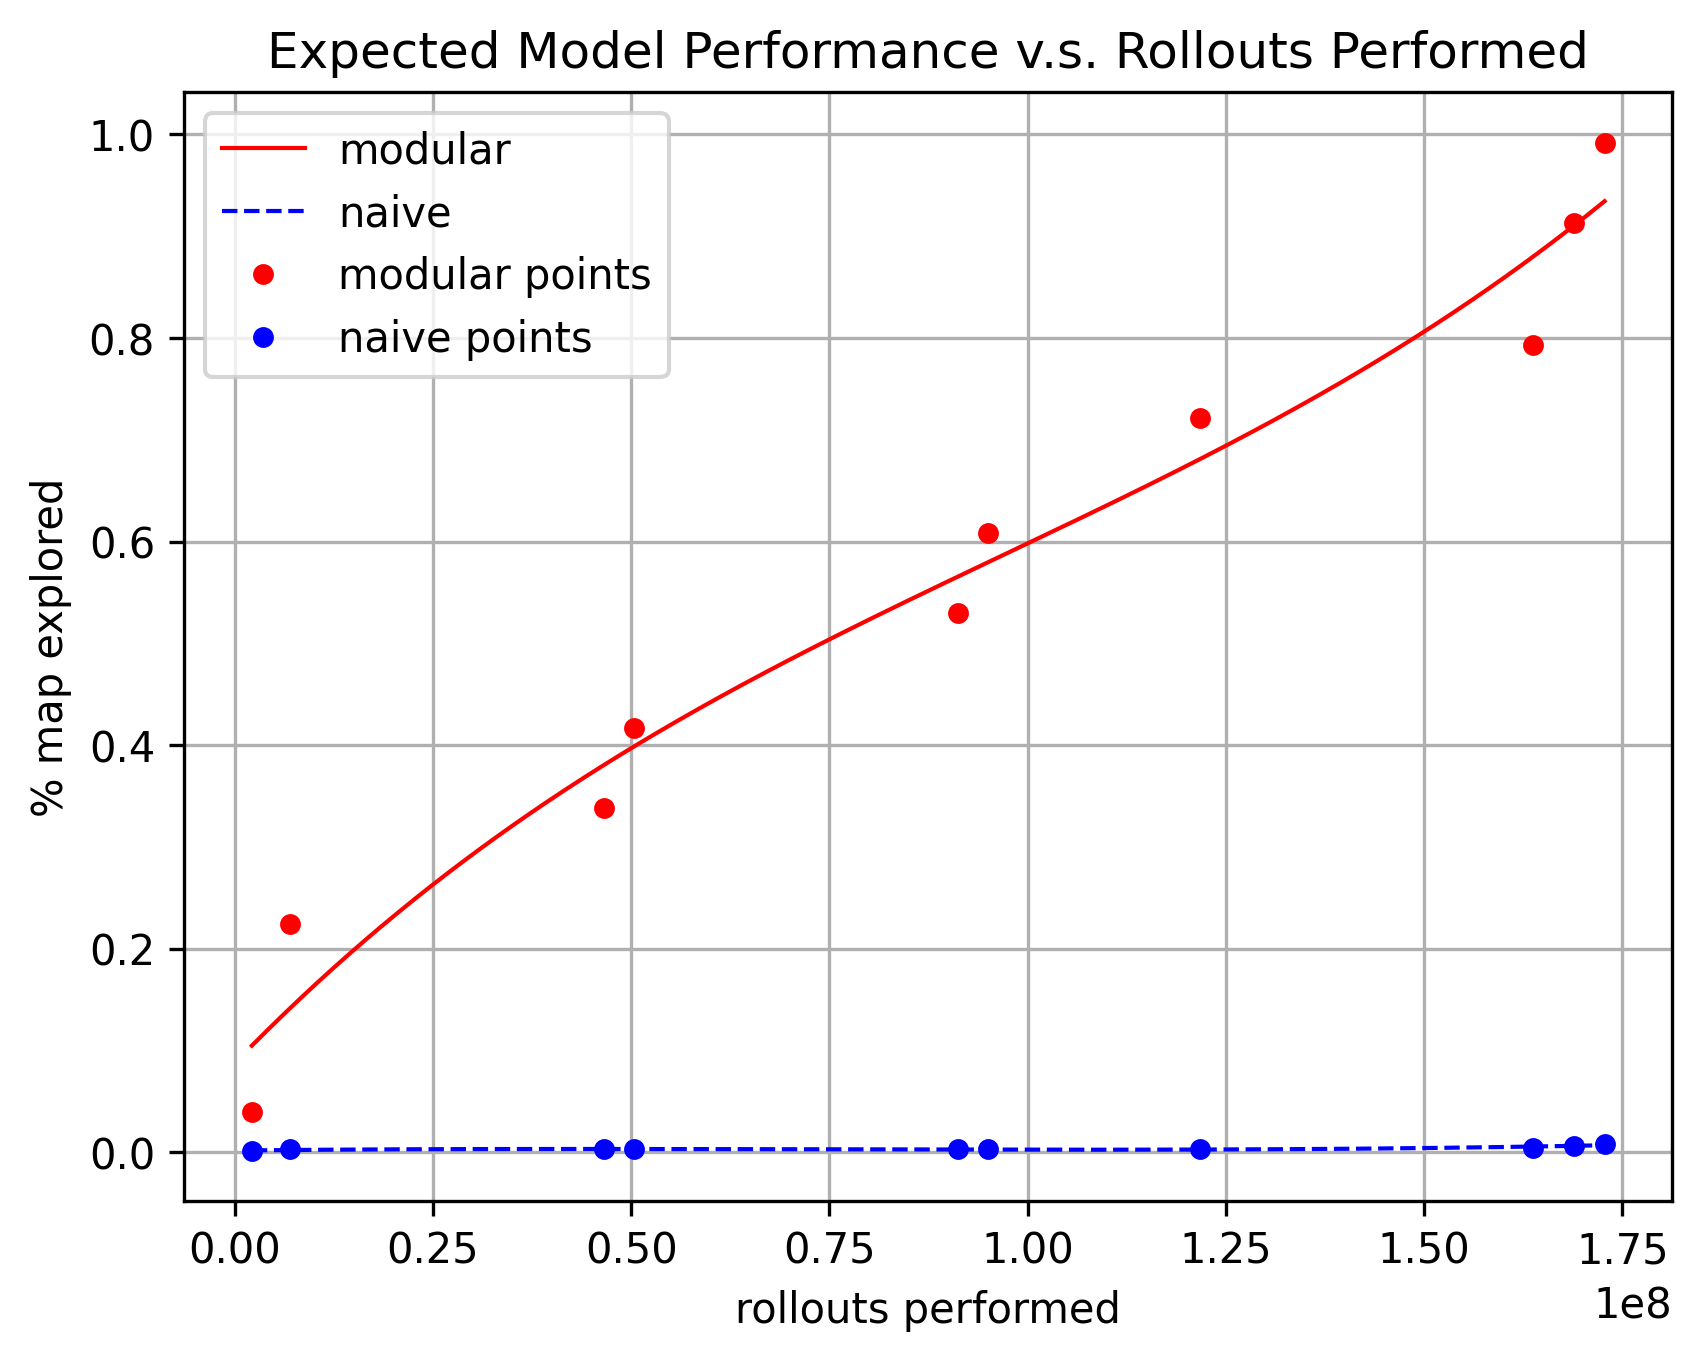 Expected Model Performance v.s. Rollouts Performed
modular
naive
modular points
naive points
1.0
0.8
0.6
0.4
0.2
0.0
% map explored
0.00 0.25 0.50 0.75 1.00 1.25 1.50 1.75
1e8
rollouts performed